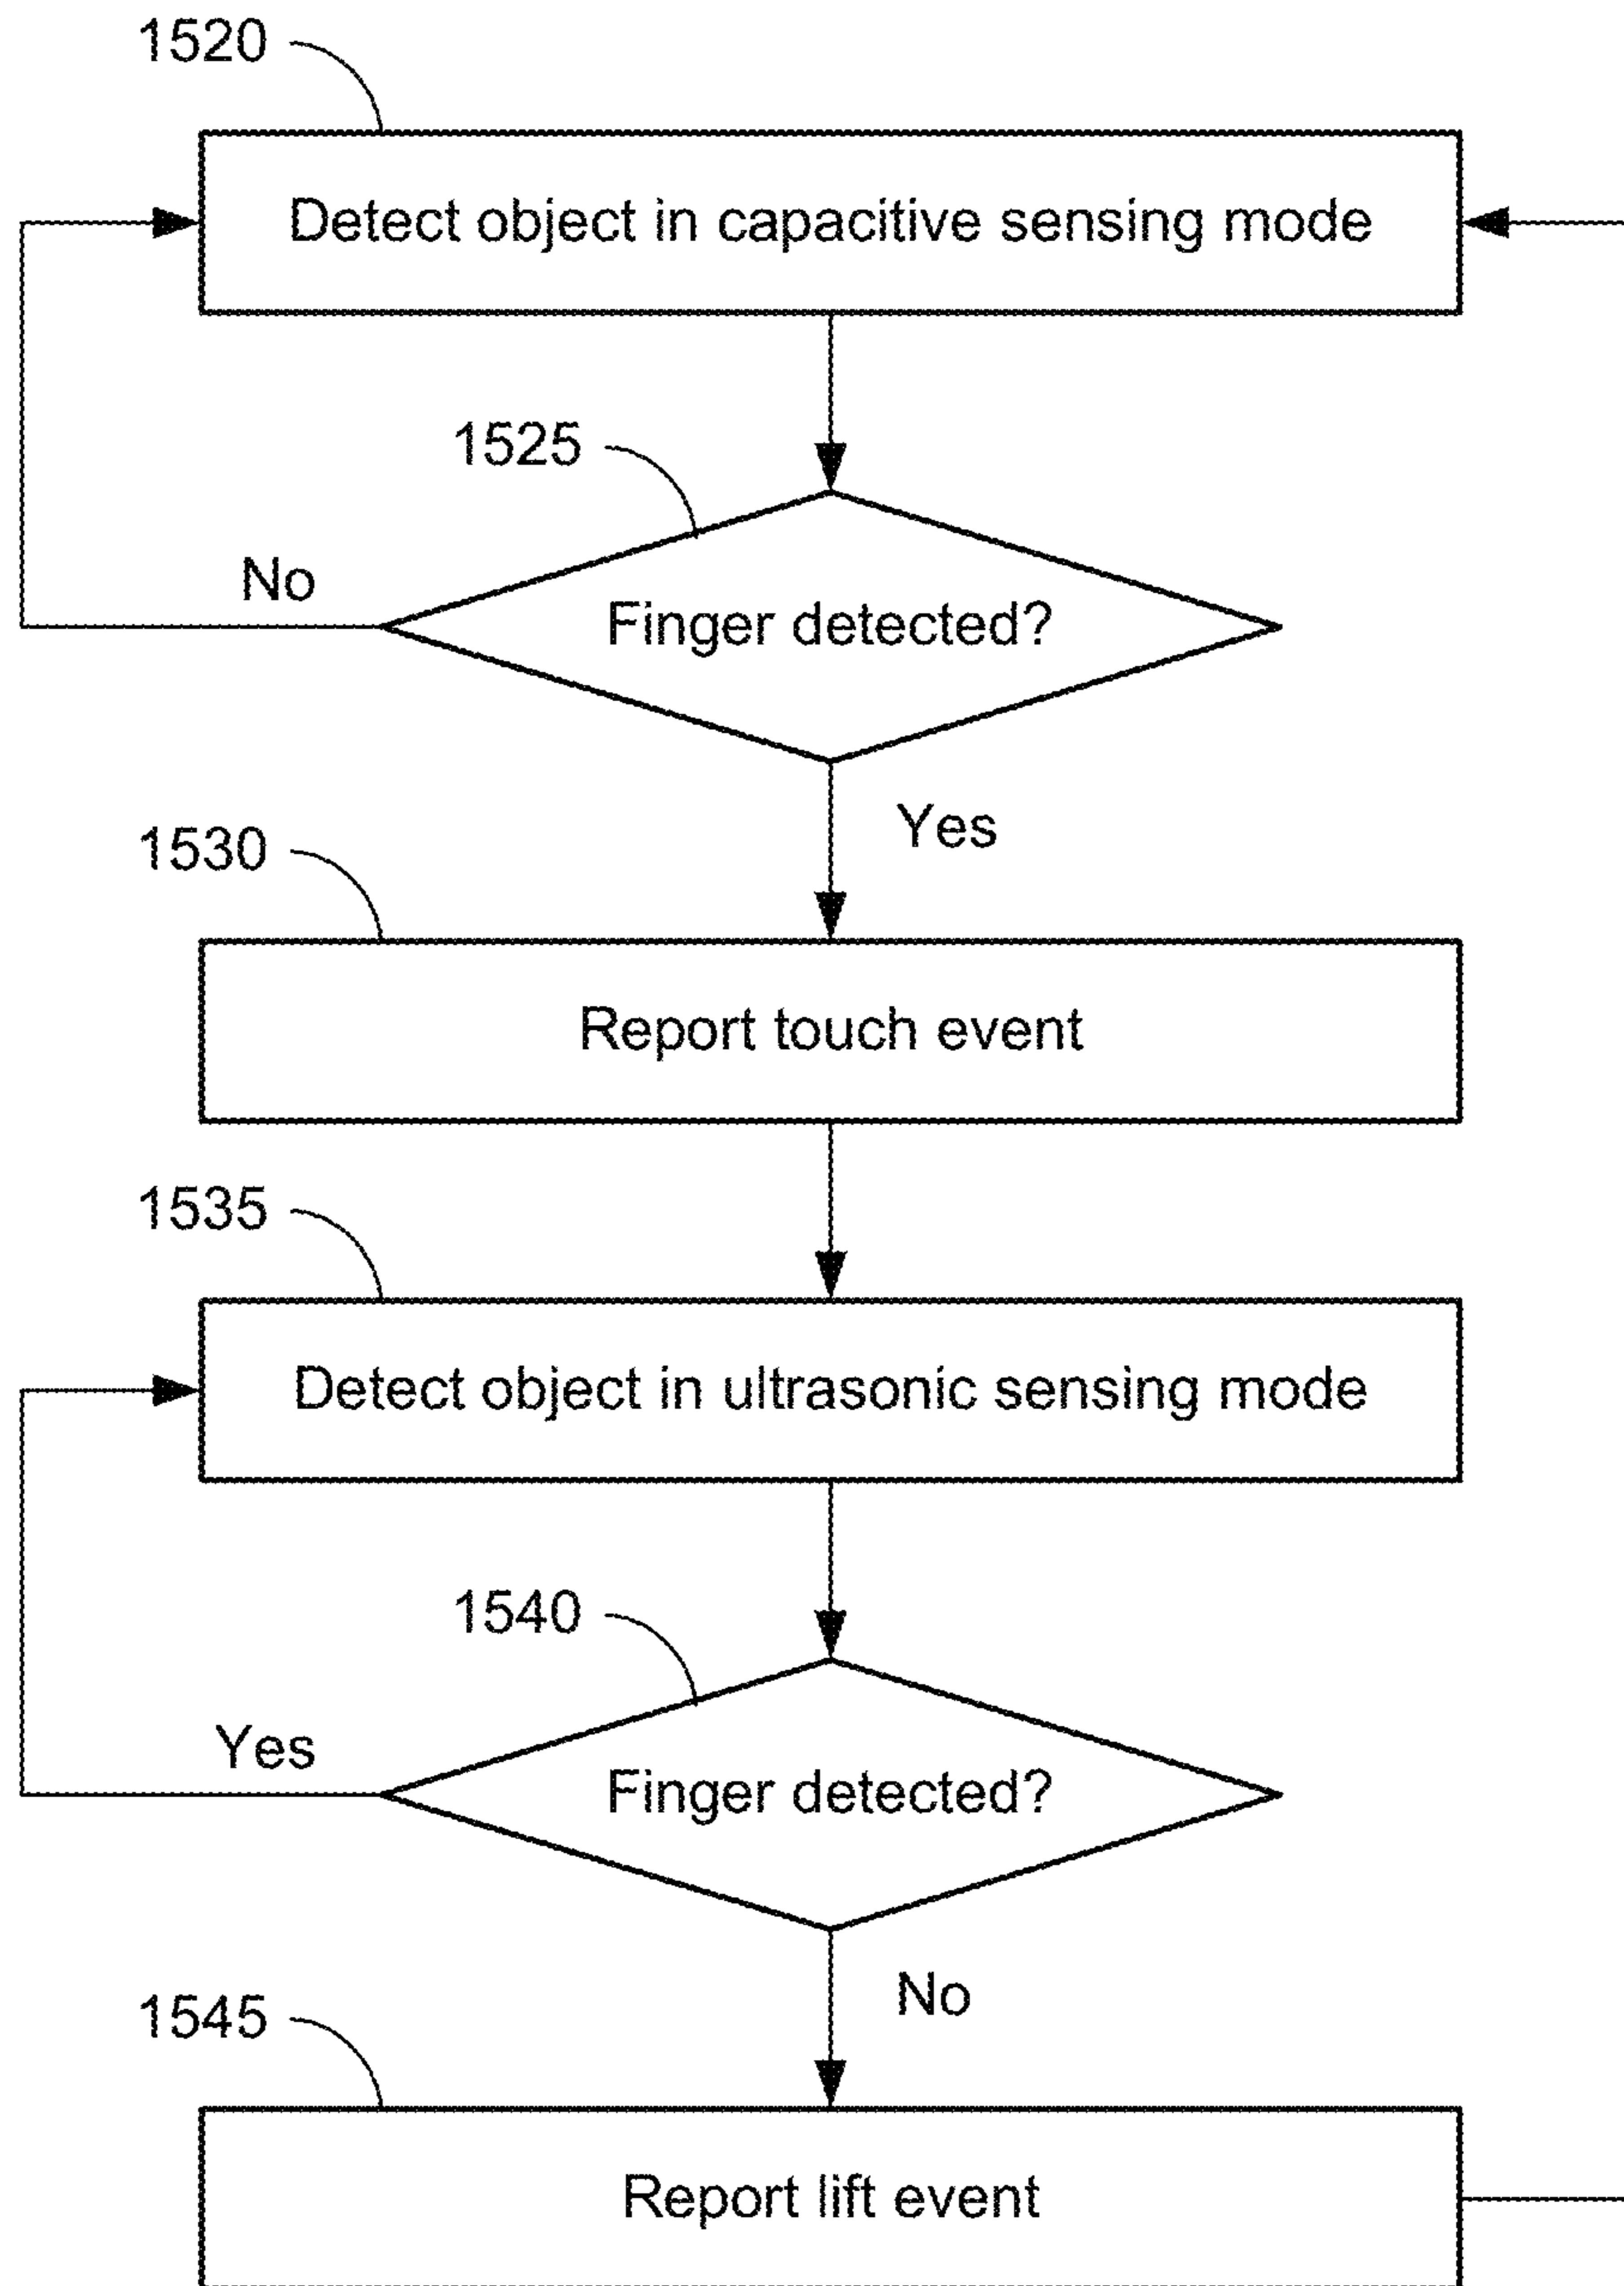 1520
Detect object in capacitive sensing mode
1525
No
Finger detected?
Yes
1530
Report touch event
1535
Detect object in ultrasonic sensing mode
1540
Yes
Finger detected?
No
1545
Report lift event